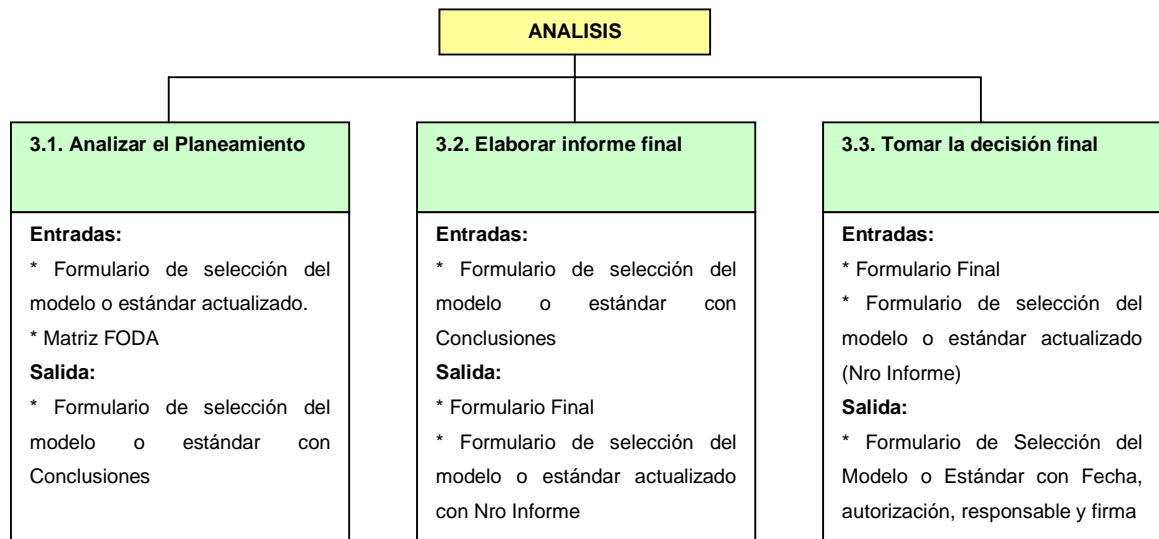 ANALISIS
3.1. Analizar el Planeamiento
Entradas:
* Formulario de selección del
modelo o estándar actualizado.
* Matriz FODA
Salida:
* Formulario de selección del
modelo o estándar con
Conclusiones
3.2. Elaborar informe final
Entradas:
* Formulario de selección del
modelo o estándar con
Conclusiones
Salida:
* Formulario Final
* Formulario de selección del
modelo o estándar actualizado
con Nro Informe
3.3. Tomar la decisión final
Entradas:
* Formulario Final
* Formulario de selección del
modelo o estándar actualizado
(Nro Informe)
Salida:
* Formulario de Selección del
Modelo o Estándar con Fecha,
autorización, responsable y firma